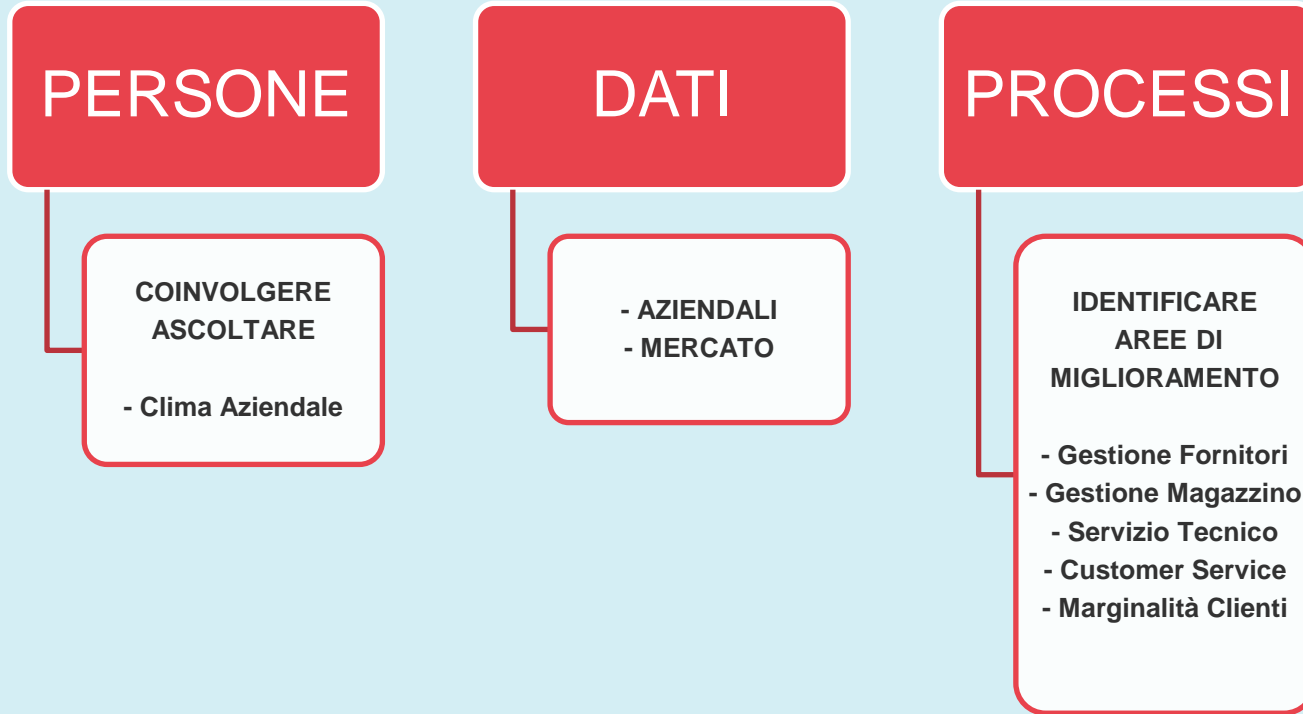 PERSONE
COINVOLGERE
ASCOLTARE
- Clima Aziendale
DATI
- AZIENDALI
- MERCATO
PROCESSI
IDENTIFICARE
AREE DI
MIGLIORAMENTO
- Gestione Fornitori
- Gestione Magazzino
- Servizio Tecnico
- Customer Service
- Marginalità Clienti